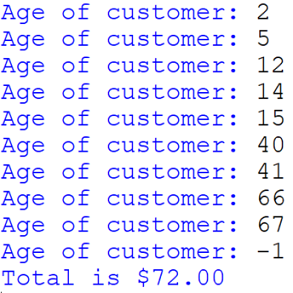 Age of customer: 2
Age of customer: 5
Age of customer: 12
Age of customer: 14
Age of customer: 15
Age of customer: 40
Age of customer: 41
Age of customer: 66
Age of customer: 67
Age of customer: -1
Total is $72.00